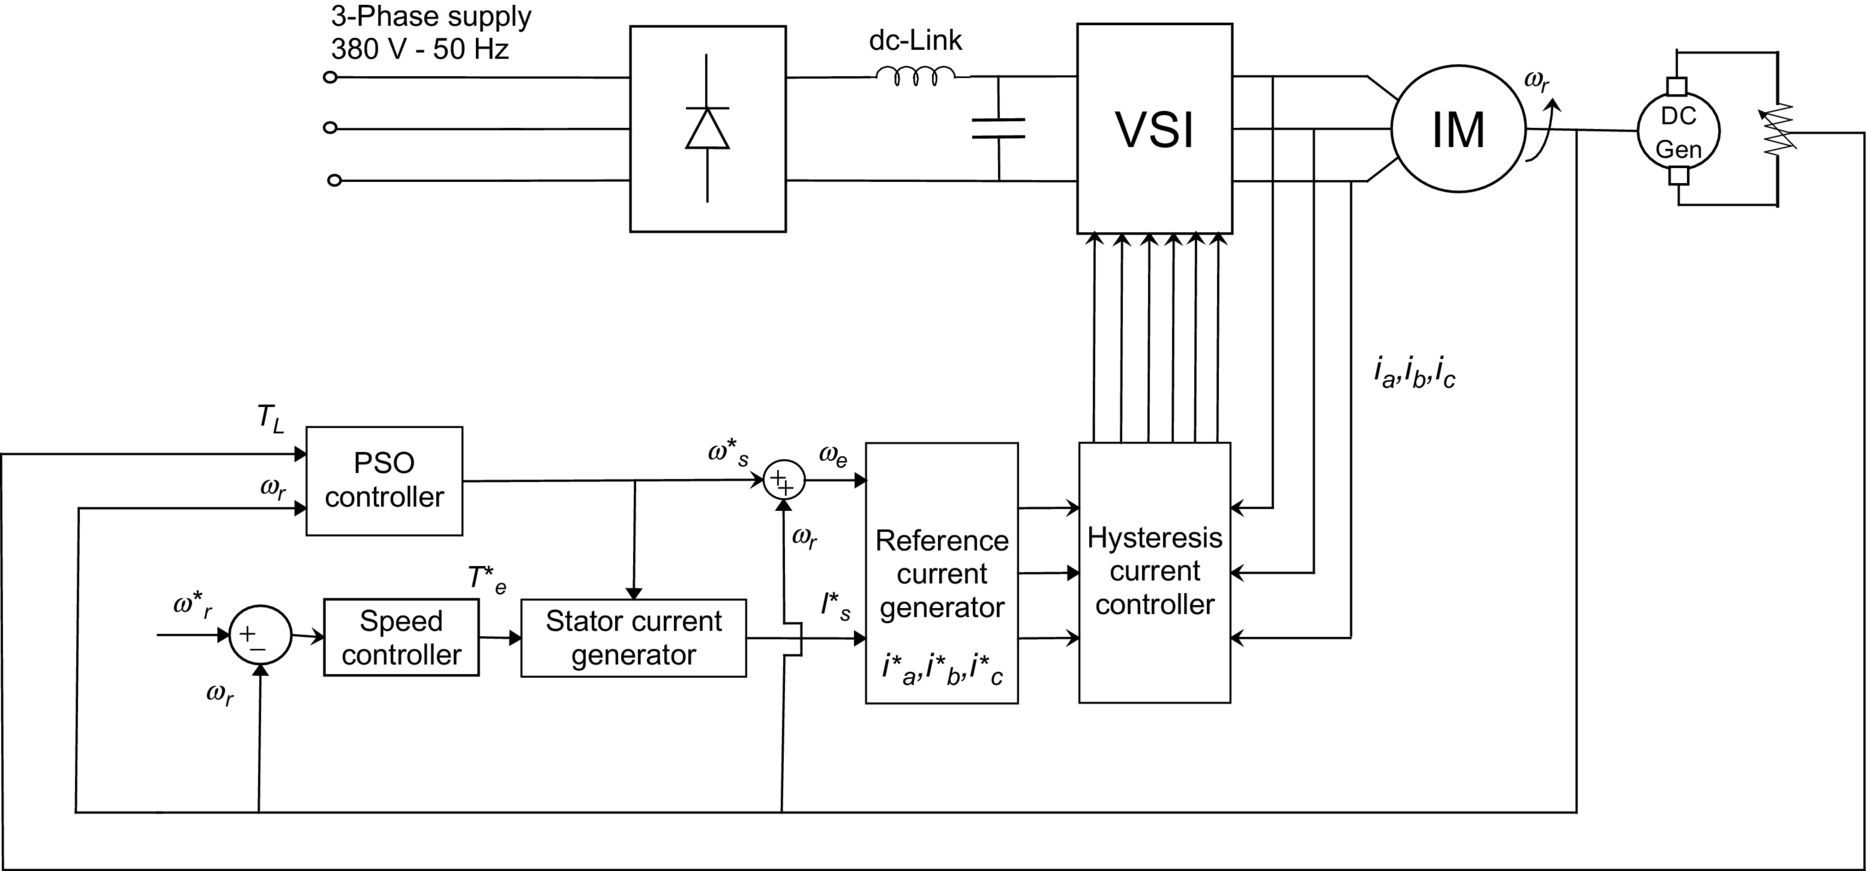 3-Phase supply
380 V - 50 Hz
dc-Link
VSI
IM
ωr
DC
Gen
ia,ib,ic
TL
ωr
PSO
controller
ω*s
+
+
ωe
ωr
Reference
current
generator
i*a,i*b,i*c
Hysteresis
current
controller
ω*r
+
−
ωr
Speed
controller
T*e
Stator current
generator
I*s